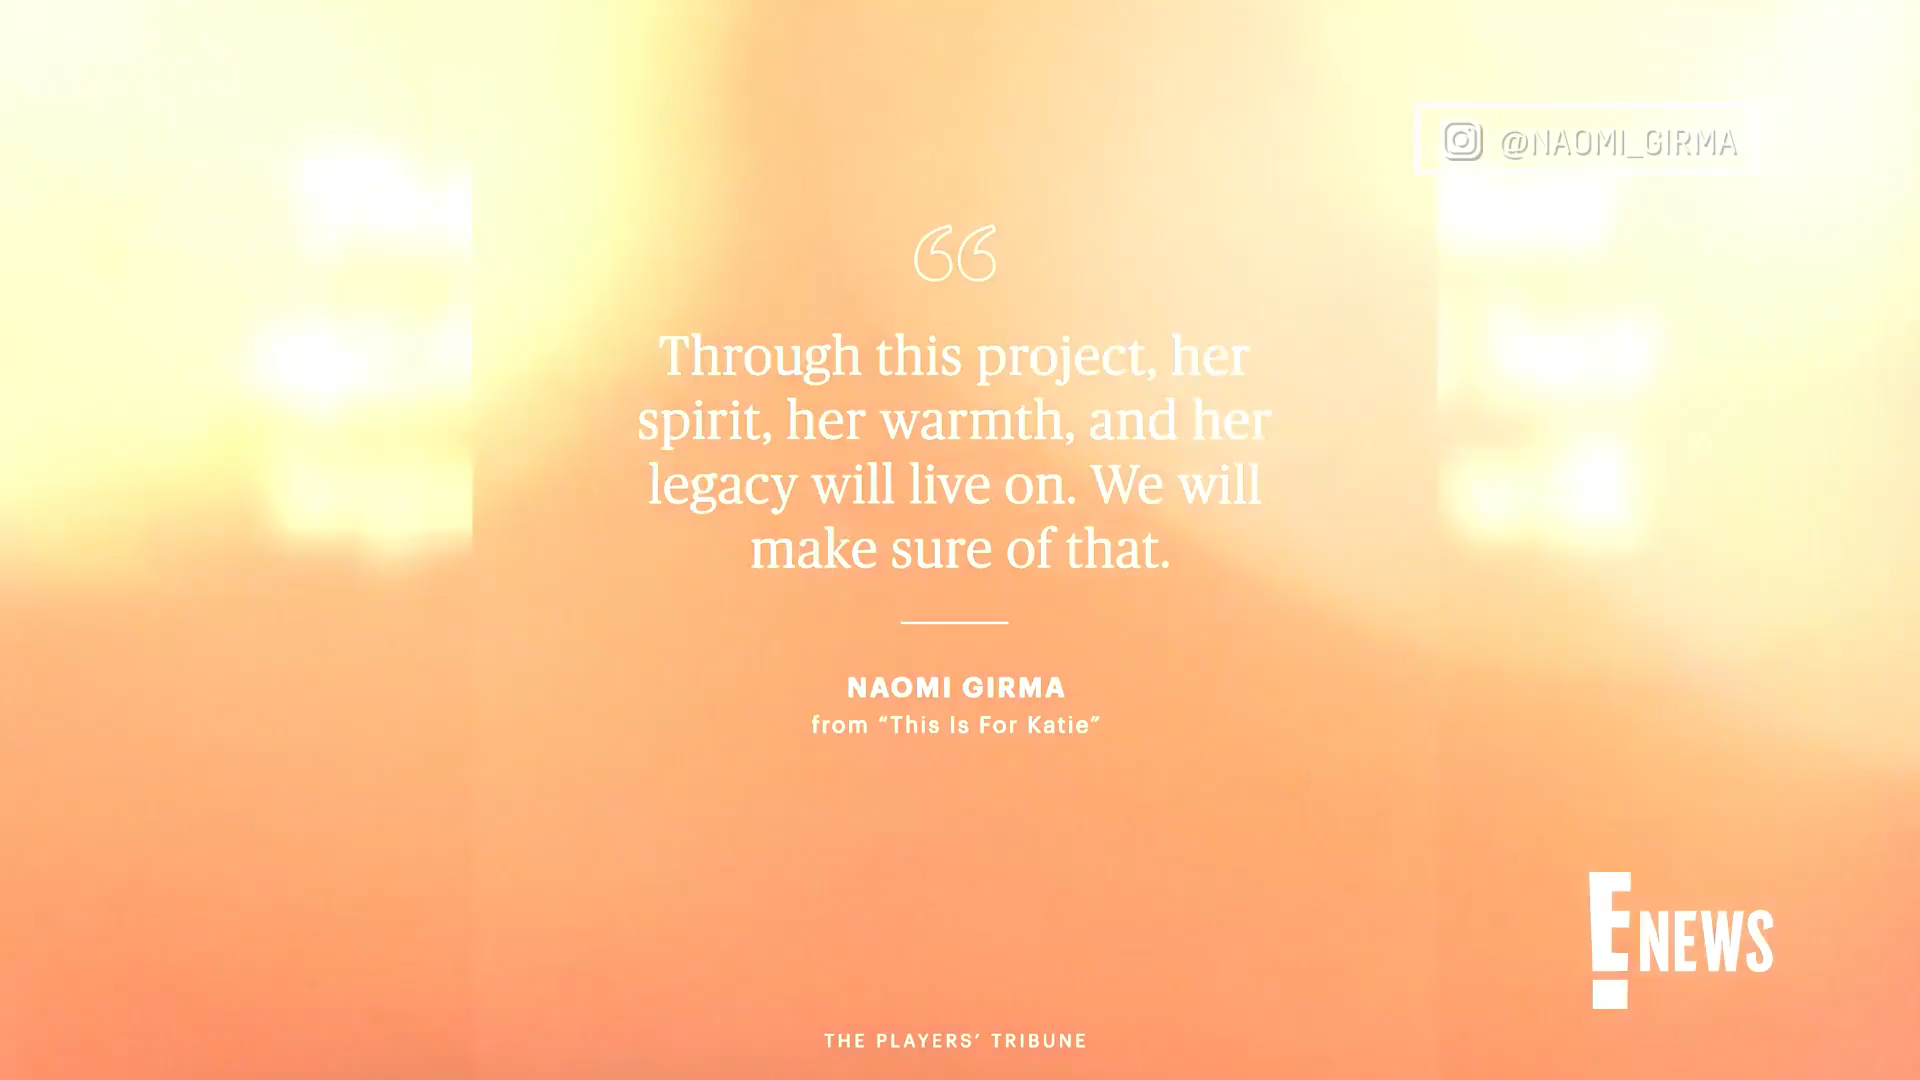 @NAOMI_GIRMA
“
Through this project, her
spirit, her warmth, and her
legacy will live on. We will
make sure of that.
NAOMI GIRMA
from “This Is For Katie”
E NEWS
THE PLAYERS’ TRIBUNE